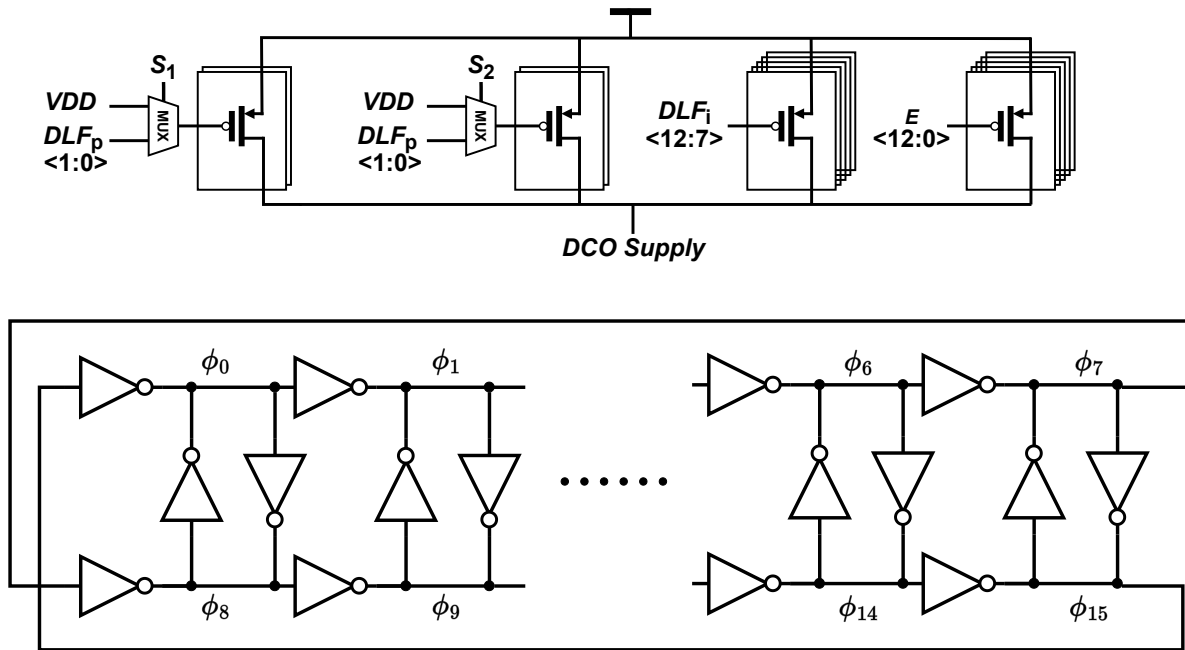 S1
VDD
MUX
DLFp
<1:0>
S2
VDD
MUX
DLFp
<1:0>
DLFi
<12:7>
E
<12:0>
DCO Supply
ϕ0
ϕ1
ϕ6
ϕ7
ϕ8
ϕ9
ϕ14
ϕ15